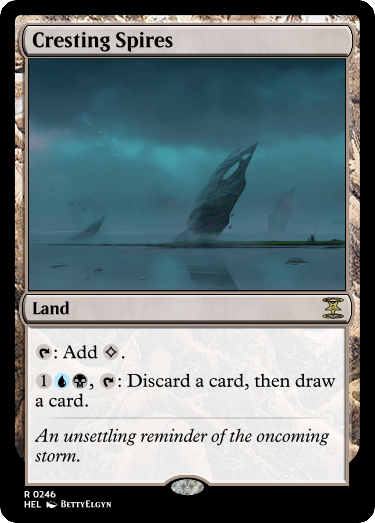 Cresting Spires
Land
: Add .
1, : Discard a card, then draw
a card.
An unsettling reminder of the oncoming
storm.
R 0246
HEL BettyElgyn